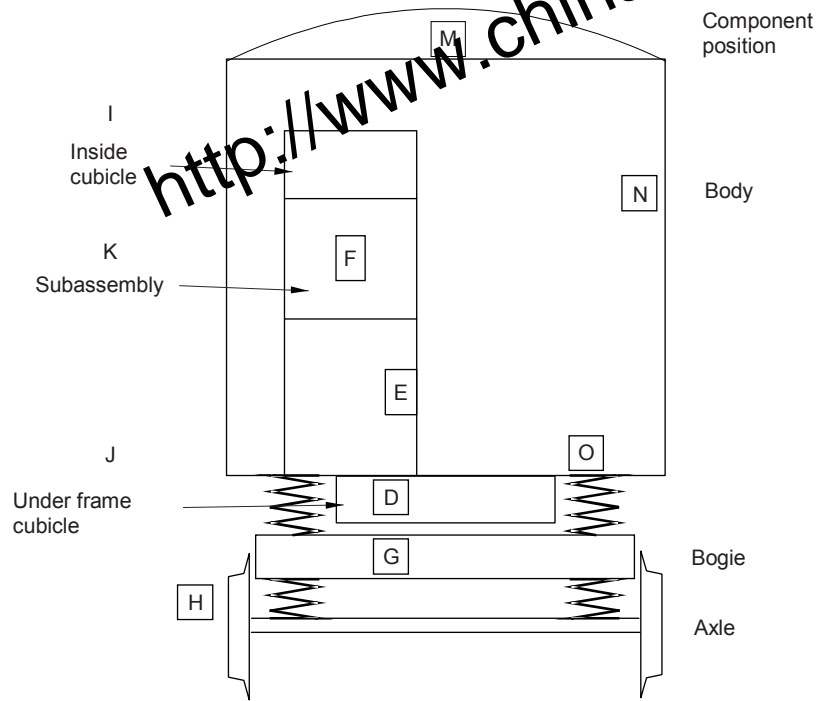 Component
position
M
http://www.chin
I
Inside
cubicle
N
Body
K
F
Subassembly
E
J
O
Under frame
cubicle
D
G
Bogie
H
Axle